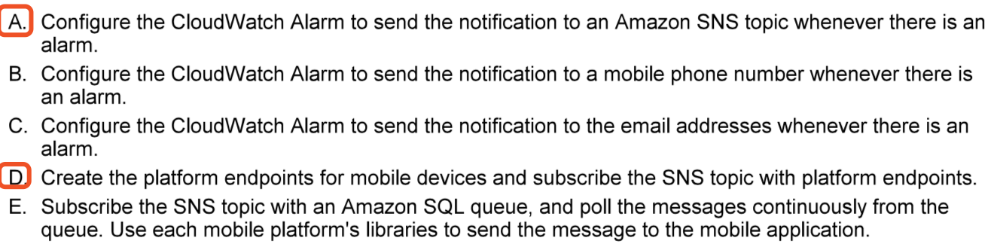 A. Configure the CloudWatch Alarm to send the notification to an Amazon SNS topic whenever there is an
alarm.
B. Configure the CloudWatch Alarm to send the notification to a mobile phone number whenever there is
an alarm.
C. Configure the CloudWatch Alarm to send the notification to the email addresses whenever there is an
alarm.
D. Create the platform endpoints for mobile devices and subscribe the SNS topic with platform endpoints.
E. Subscribe the SNS topic with an Amazon SQL queue, and poll the messages continuously from the
queue. Use each mobile platform's libraries to send the message to the mobile application.